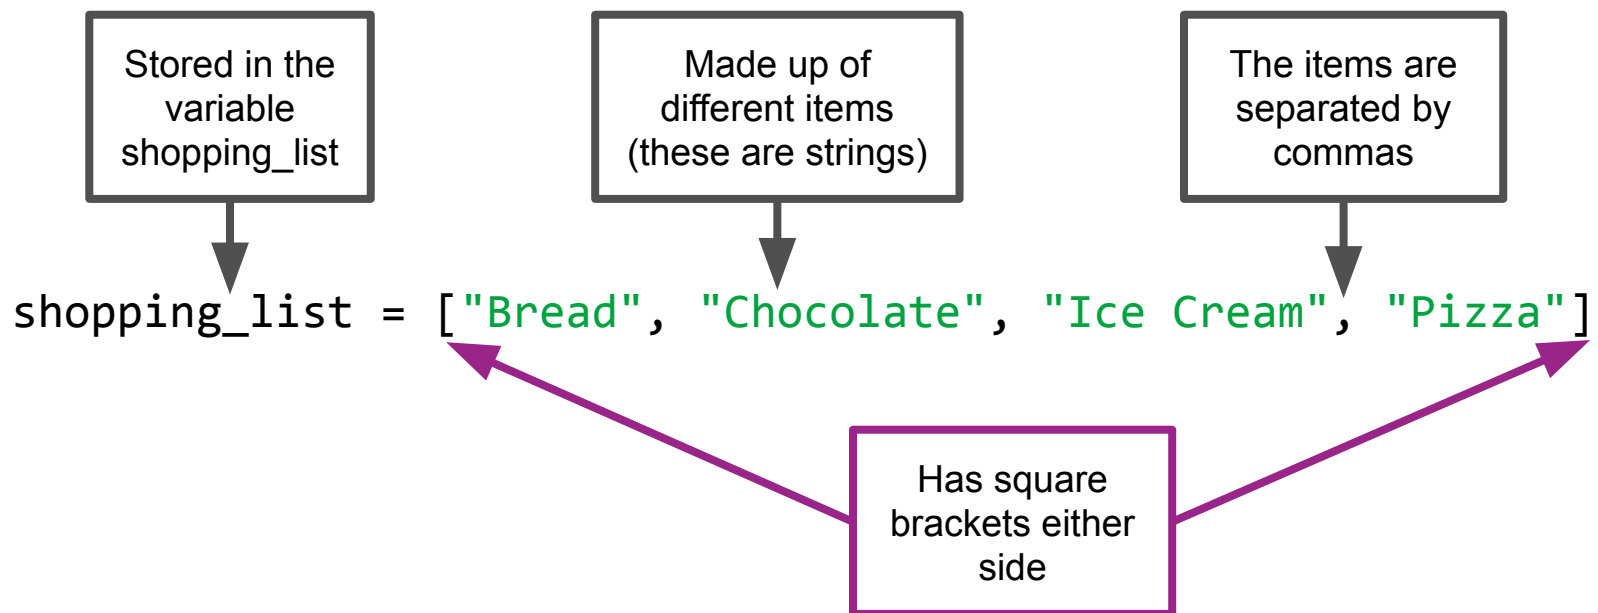 Stored in the
variable
shopping_list
Made up of
different items
(these are strings)
The items are
separated by
commas
shopping_list = ["Bread", "Chocolate", "Ice Cream", "Pizza"]
Has square
brackets either
side